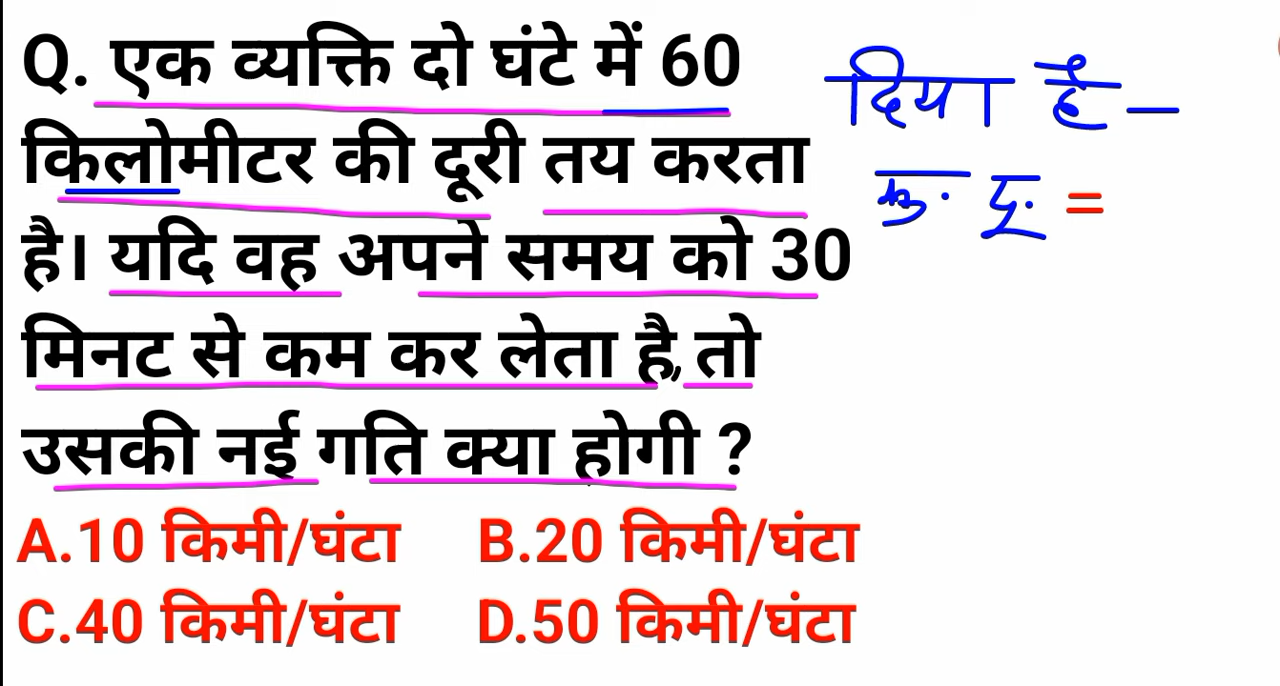 Q. एक व्यक्ति दो घंटे में 60
किलोमीटर की दूरी तय करता
है। यदि वह अपने समय को 30
मिनट से कम कर लेता है, तो
उसकी नई गति क्या होगी ?
A.10 किमी/घंटा B.20 किमी/घंटा
C.40 किमी/घंटा D.50 किमी/घंटा
दिया है—
कु. दू. =